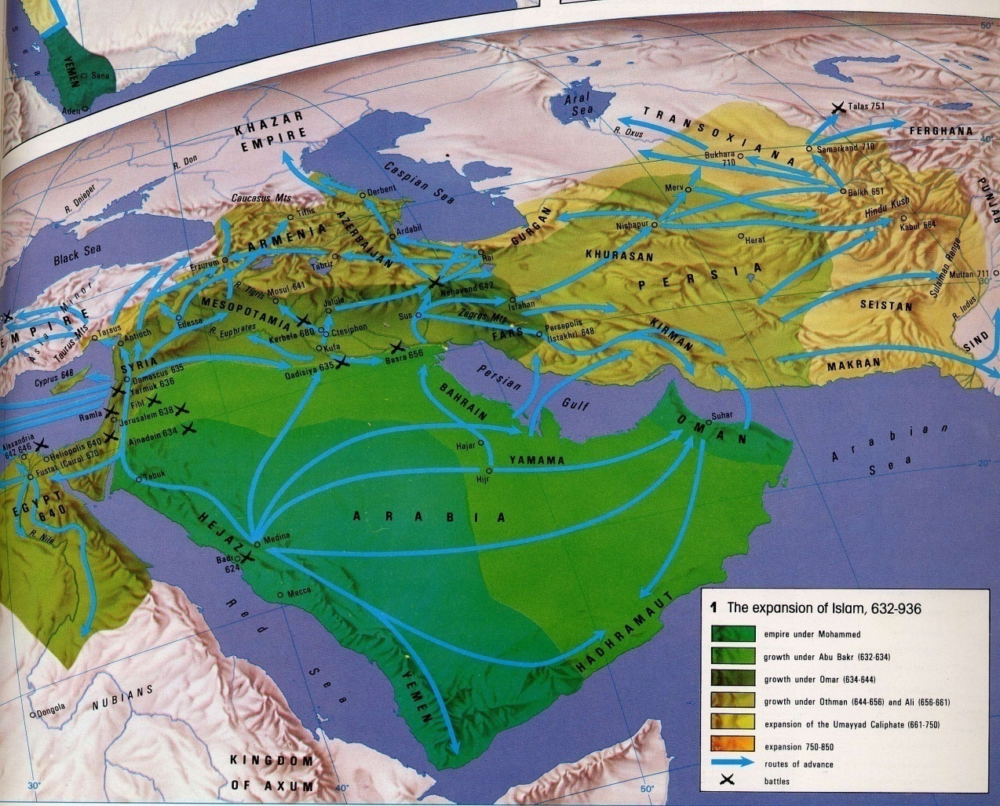 YEMEN
Sana
Aden
50°
KHAZAR
EMPIRE
R. Don
R. Dnieper
Caucasus Mts
Black Sea
Caspian Sea
Aral
Sea
R. Oxus
TRANSOXIANA
Bukhara
710
Samarkand 710
Talas 751
FERGHANA
40°
PUNJAB
Merv
Balkh 651
Hindu Kush
Kabul 664
Nishapur
Herat
GURGAN
KHURASAN
PERSIA
Sulaiman Range
Multan 711
30°
R. Indus
SEISTAN
SIND
MAKRAN
Derbent
Tiflis
ARMENIA
AZERBAIJAN
Ardabil
Erzurum
Tabriz
Rai
R. Tigris
Mosul 641
Jalula
Nehavend 642
Isfahan
MESOPOTAMIA
Sus
Zagros Mts
Persepolis
(Istakhr) 648
FARS
KIRMAN
Edessa
R. Euphrates
Kerbela 680
Ctesiphon
Kufa
Asia Minor
EMPIRE
Taurus Mts
Tarsus
Antioch
SYRIA
Cyprus 648
Damascus 635
Yarmuk 636
Qadisiya 635
Basra 656
Fihl
Ramla
Jerusalem 638
Ajnadain 634
Alexandria
642 646
Heliopolis 640
Fustat (Cairo) 670
Tabuk
EGYPT
640
R. Nile
Persian
Gulf
BAHRAIN
Suhar
OMAN
Arabian
Sea
20°
Hajar
YAMAMA
Hijr
ARABIA
HEJAZ
Medina
Badr
624
Mecca
Red Sea
HADHRAMAUT
YEMEN
NUBIANS
Dongola
KINGDOM
OF AXUM
30°
40°
50°
1 The expansion of Islam, 632-936
empire under Mohammed
growth under Abu Bakr (632-634)
growth under Omar (634-644)
growth under Othman (644-656) and Ali (656-661)
expansion of the Umayyad Caliphate (661-750)
expansion 750-850
routes of advance
battles